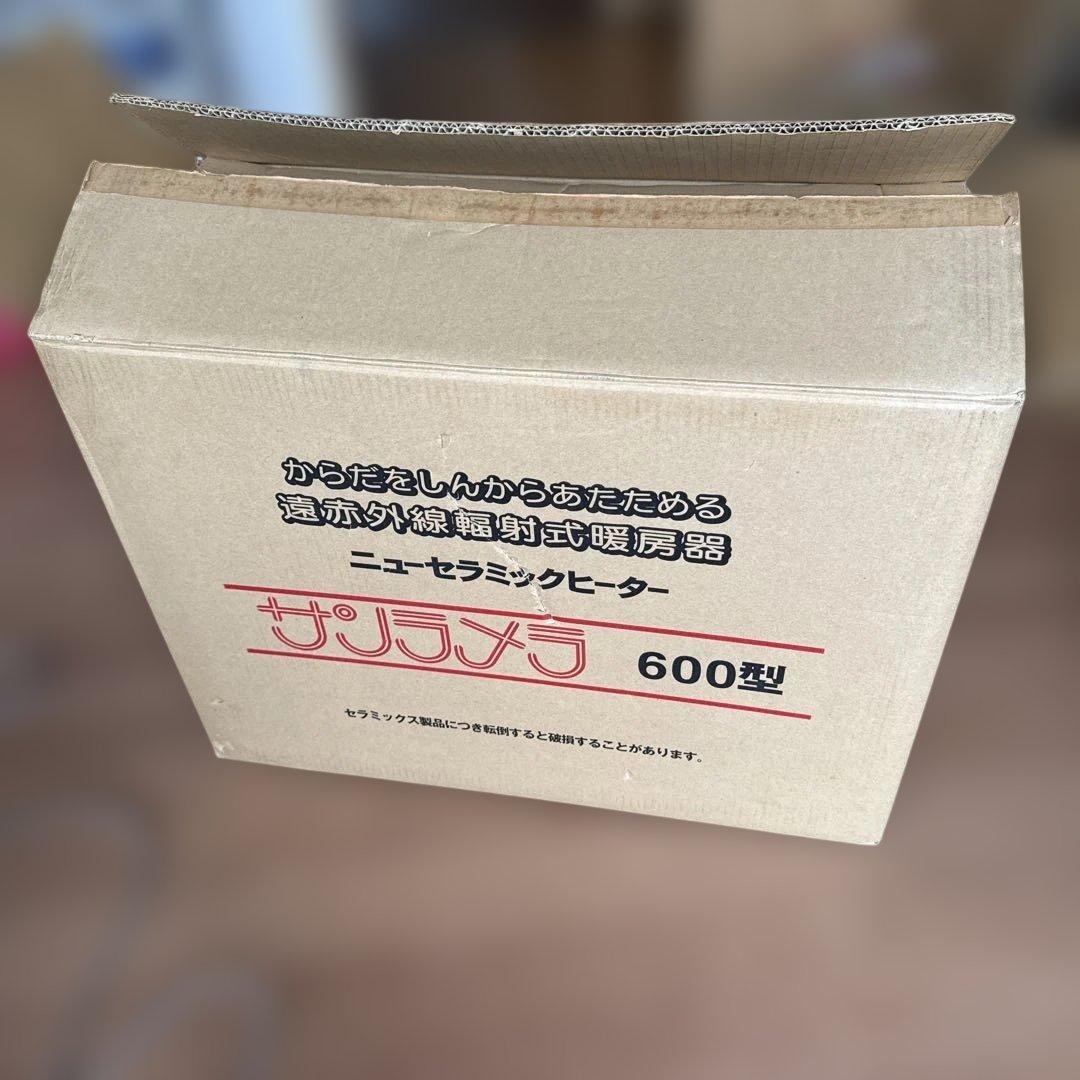 からだをしんからあたためる
遠赤外線輻射式暖房器
ニューセラミックヒーター
サンラメラ 600型
セラミックス製品につき転倒すると破損することがあります。